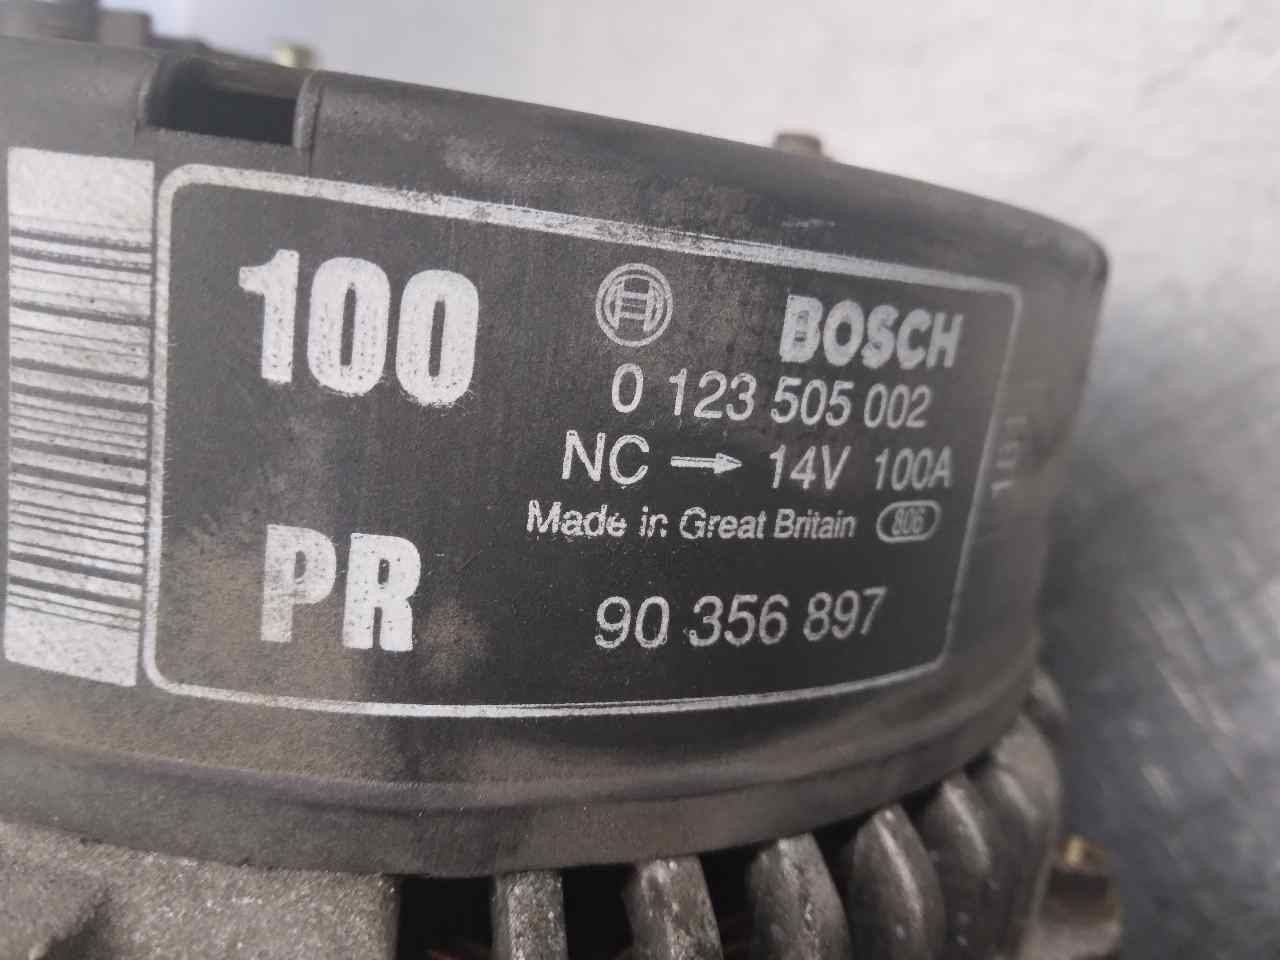 100
BOSCH
0 123 505 002
NC → 14V 100A
Made in Great Britain 806
PR
90 356 897